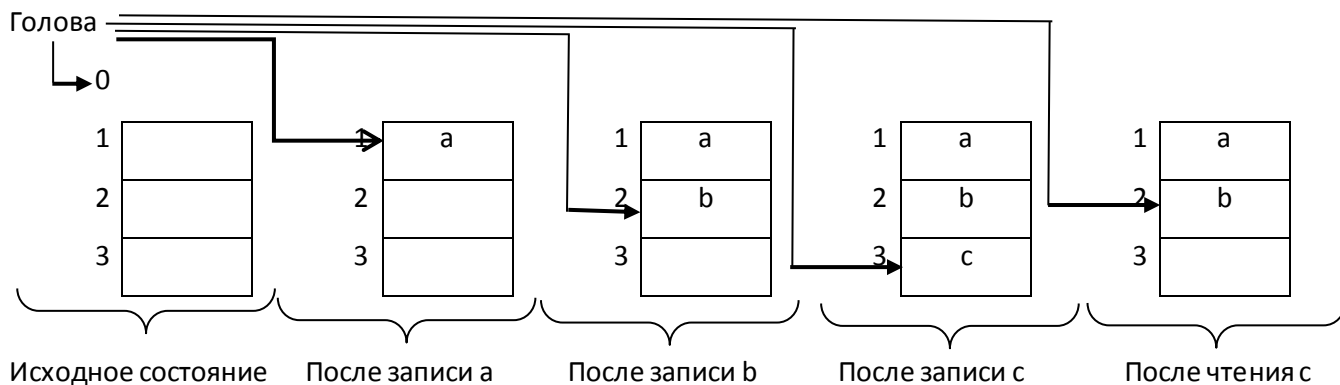 Голова
0
1 1 a 1 a 1 a 1 a
2 2 2 b 2 b 2 b
3 3 3 3 c 3
Исходное состояние После записи a После записи b После записи c После чтения c